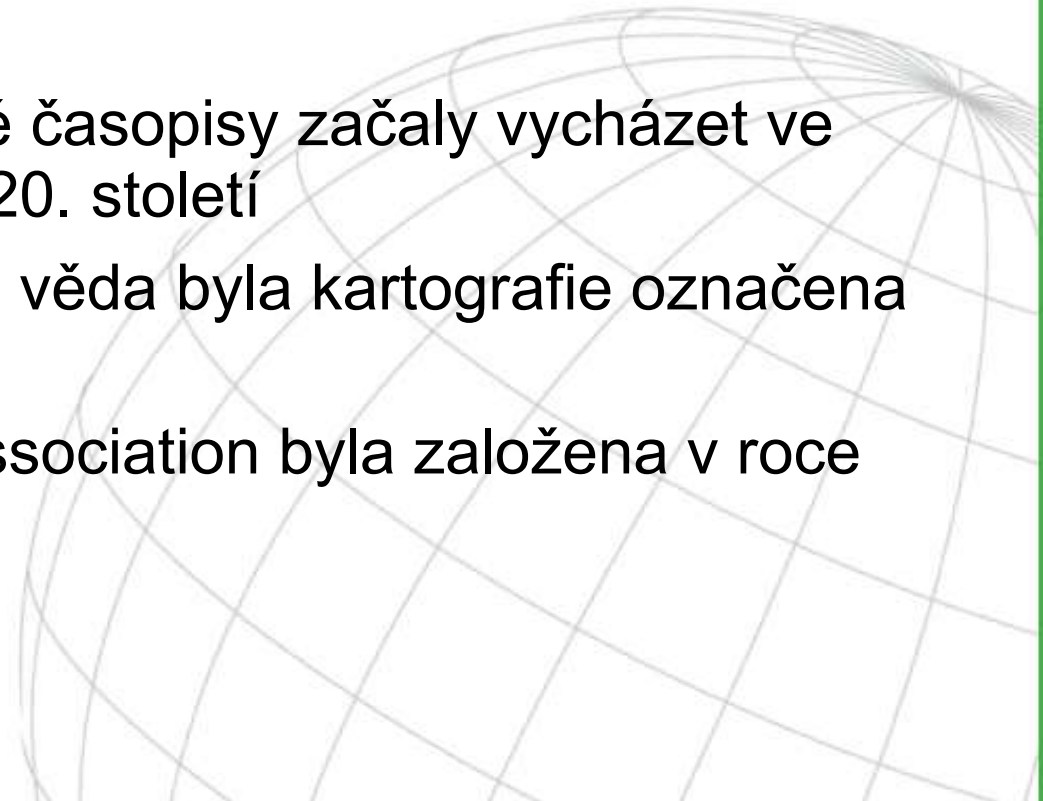 é časopisy začaly vycházet ve
20. století
věda byla kartografie označena
ssociation byla založena v roce